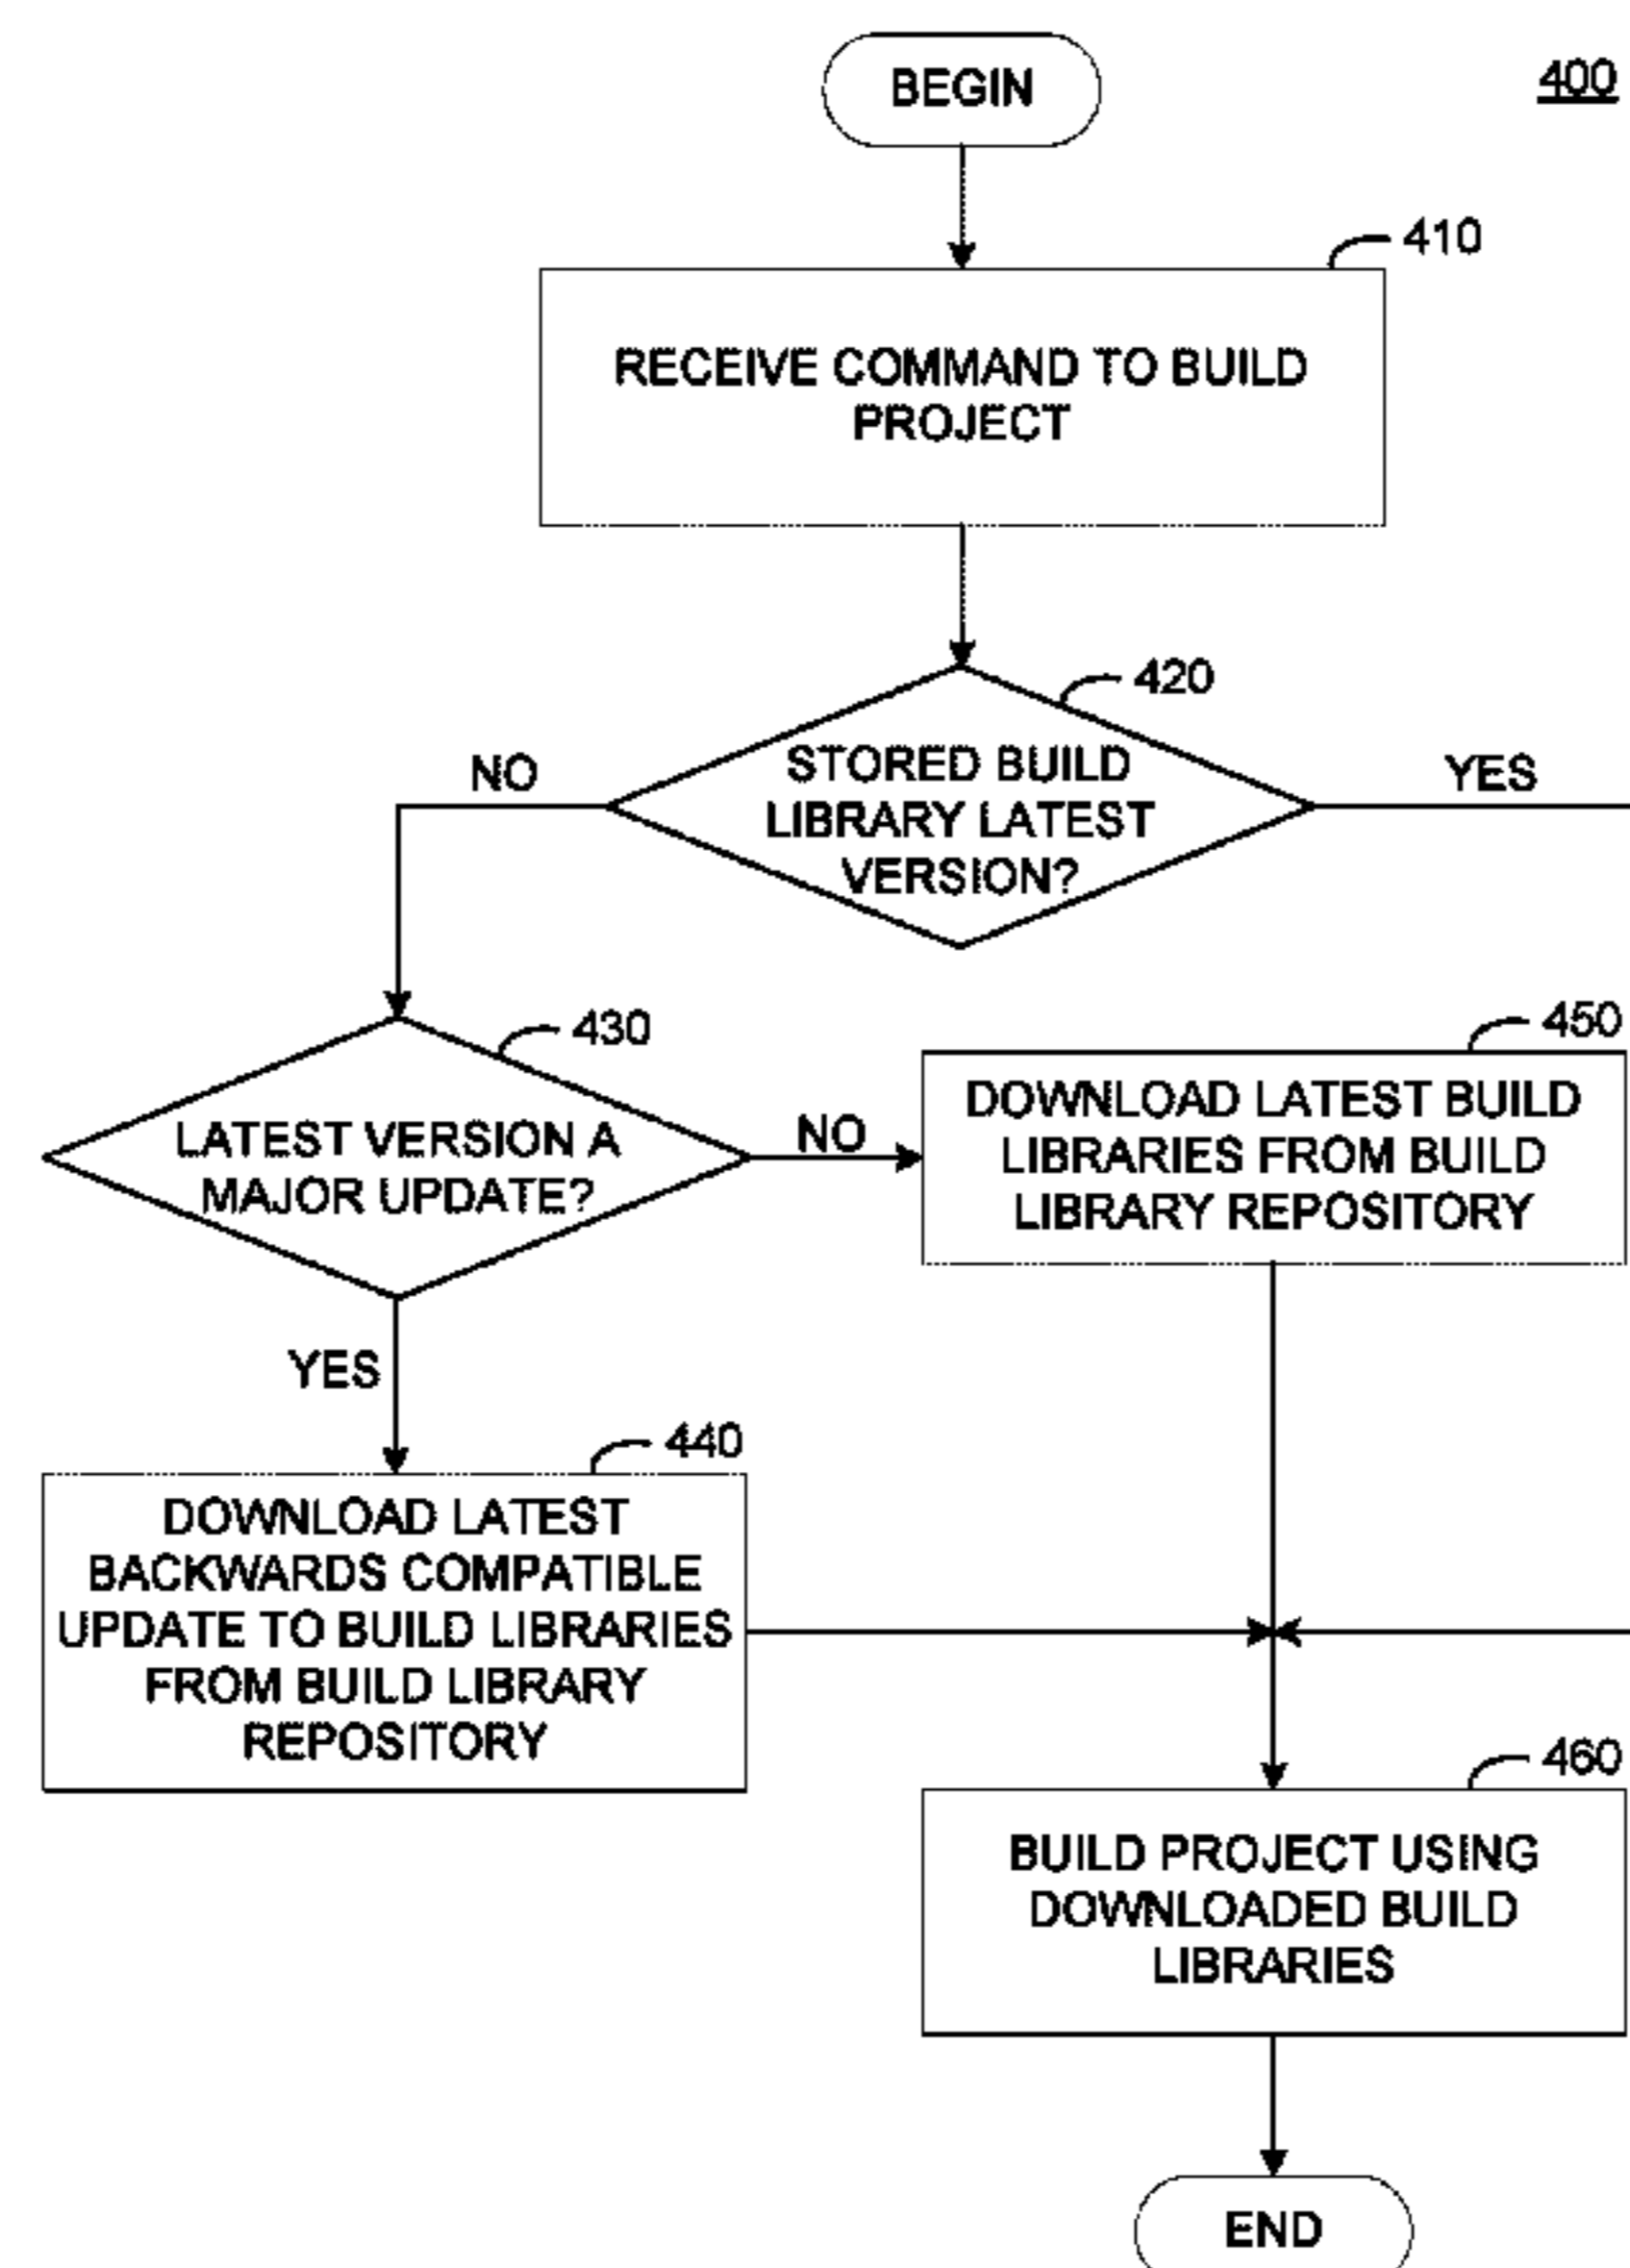 BEGIN
400
410
RECEIVE COMMAND TO BUILD
PROJECT
420
STORED BUILD
LIBRARY LATEST
VERSION?
NO
YES
430
LATEST VERSION A
MAJOR UPDATE?
NO
450
DOWNLOAD LATEST BUILD
LIBRARIES FROM BUILD
LIBRARY REPOSITORY
YES
440
DOWNLOAD LATEST
BACKWARDS COMPATIBLE
UPDATE TO BUILD LIBRARIES
FROM BUILD LIBRARY
REPOSITORY
460
BUILD PROJECT USING
DOWNLOADED BUILD
LIBRARIES
END